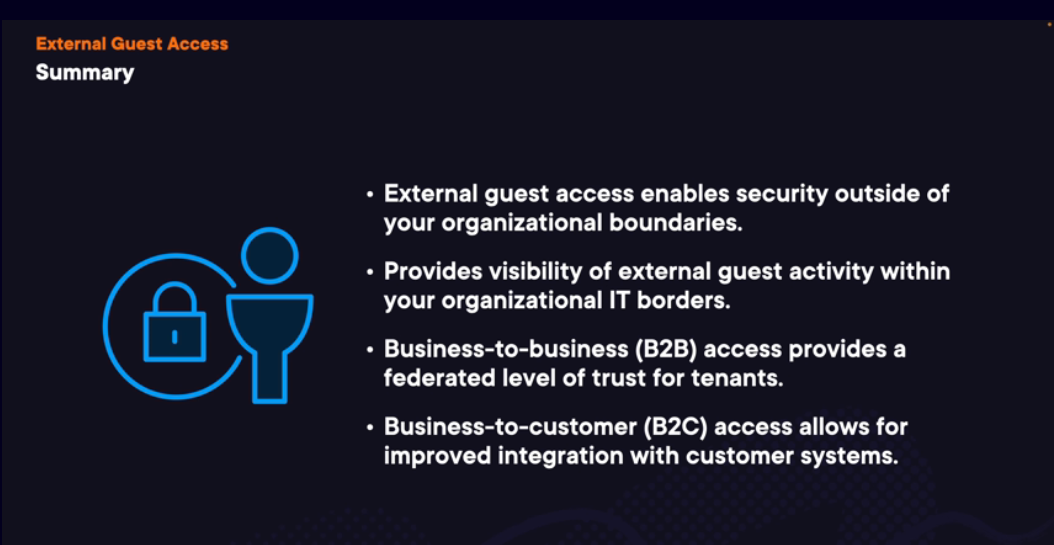 External Guest Access
Summary
• External guest access enables security outside of
your organizational boundaries.
• Provides visibility of external guest activity within
your organizational IT borders.
• Business-to-business (B2B) access provides a
federated level of trust for tenants.
• Business-to-customer (B2C) access allows for
improved integration with customer systems.